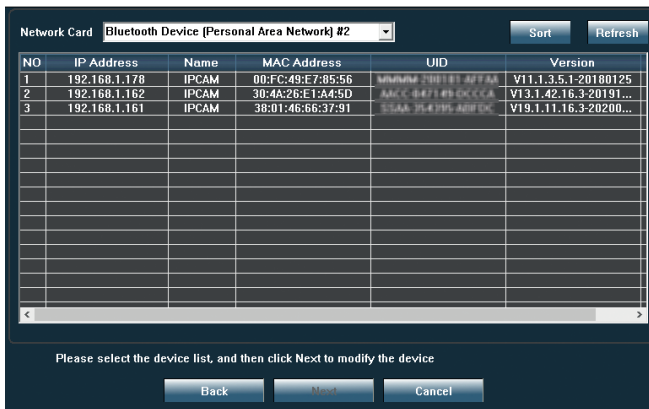 Network Card Bluetooth Device (Personal Area Network) #2 Sort Refresh
NO IP Address Name MAC Address UID Version
1 192.168.1.178 IPCAM 00:FC:49:E7:85:56 V11.1.3.5.1-20180125
2 192.168.1.162 IPCAM 30:4A:26:E1:A4:5D V13.1.42.16.3-20191...
3 192.168.1.161 IPCAM 38:01:46:66:37:91 V19.1.11.16.3-20200...
Please select the device list, and then click Next to modify the device
Back Next Cancel